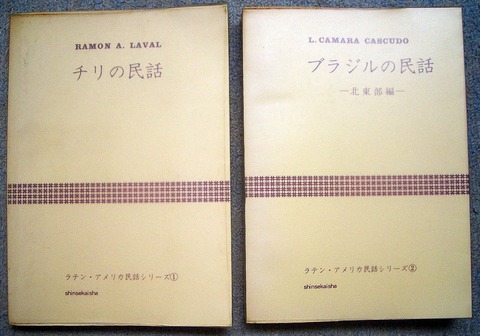 RAMON A. LAVAL
チリの民話
ラテン・アメリカ民話シリーズ①
shinsekaisha
L. CAMARA CASCUDO
ブラジルの民話
—北東部編—
ラテン・アメリカ民話シリーズ②
shinsekaisha